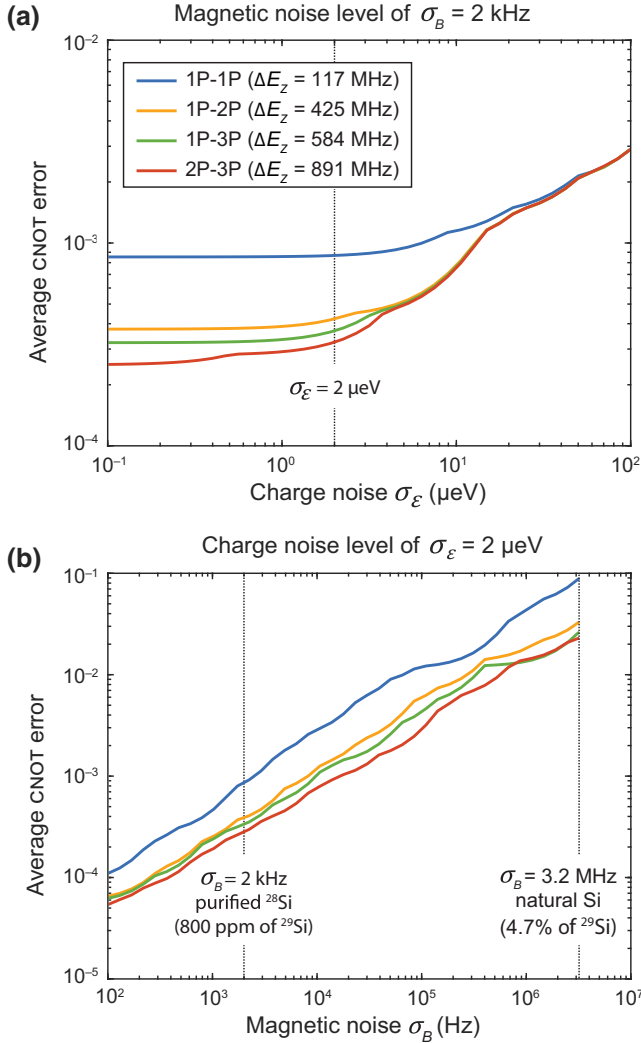 (a)
Magnetic noise level of σB = 2 kHz
10⁻²
1P-1P (ΔEz = 117 MHz)
1P-2P (ΔEz = 425 MHz)
1P-3P (ΔEz = 584 MHz)
2P-3P (ΔEz = 891 MHz)
10⁻³
Average CNOT error
σε = 2 μeV
10⁻⁴
10⁻¹ 10⁰ 10¹ 10²
Charge noise σε (μeV)
(b)
Charge noise level of σε = 2 μeV
10⁻¹
10⁻²
10⁻³
Average CNOT error
10⁻⁴
σB = 2 kHz
purified ²⁸Si
(800 ppm of ²⁹Si)
σB = 3.2 MHz
natural Si
(4.7% of ²⁹Si)
10⁻⁵
10² 10³ 10⁴ 10⁵ 10⁶ 10⁷
Magnetic noise σB (Hz)